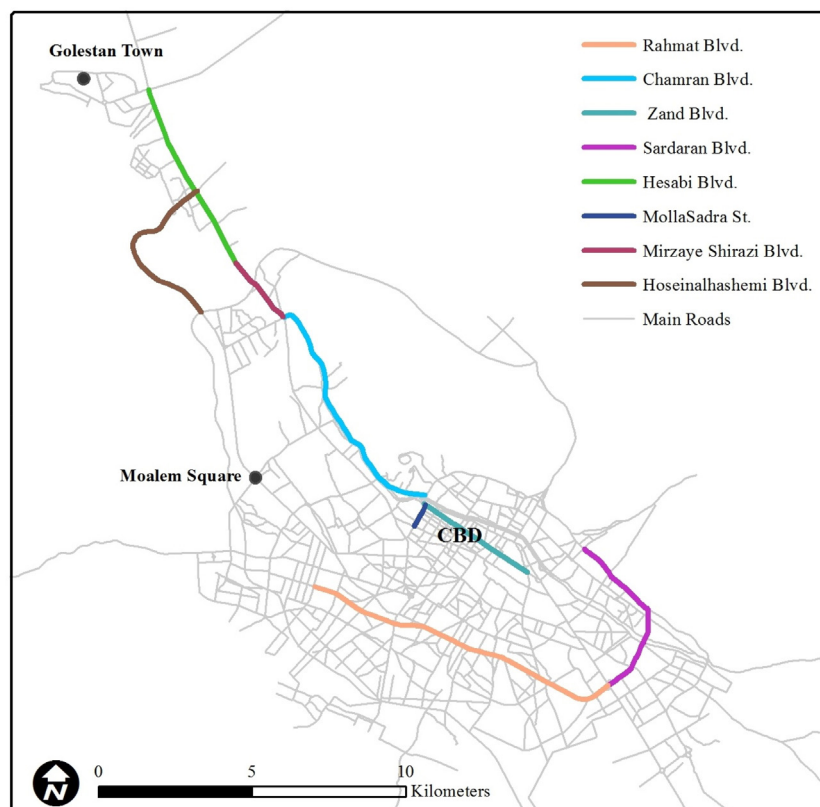 Golestan Town
Rahmat Blvd.
Chamran Blvd.
Zand Blvd.
Sardaran Blvd.
Hesabi Blvd.
MollaSadra St.
Mirzaye Shirazi Blvd.
Hoseinalhashemi Blvd.
Main Roads
Moalem Square
CBD
N
0 5 10
Kilometers